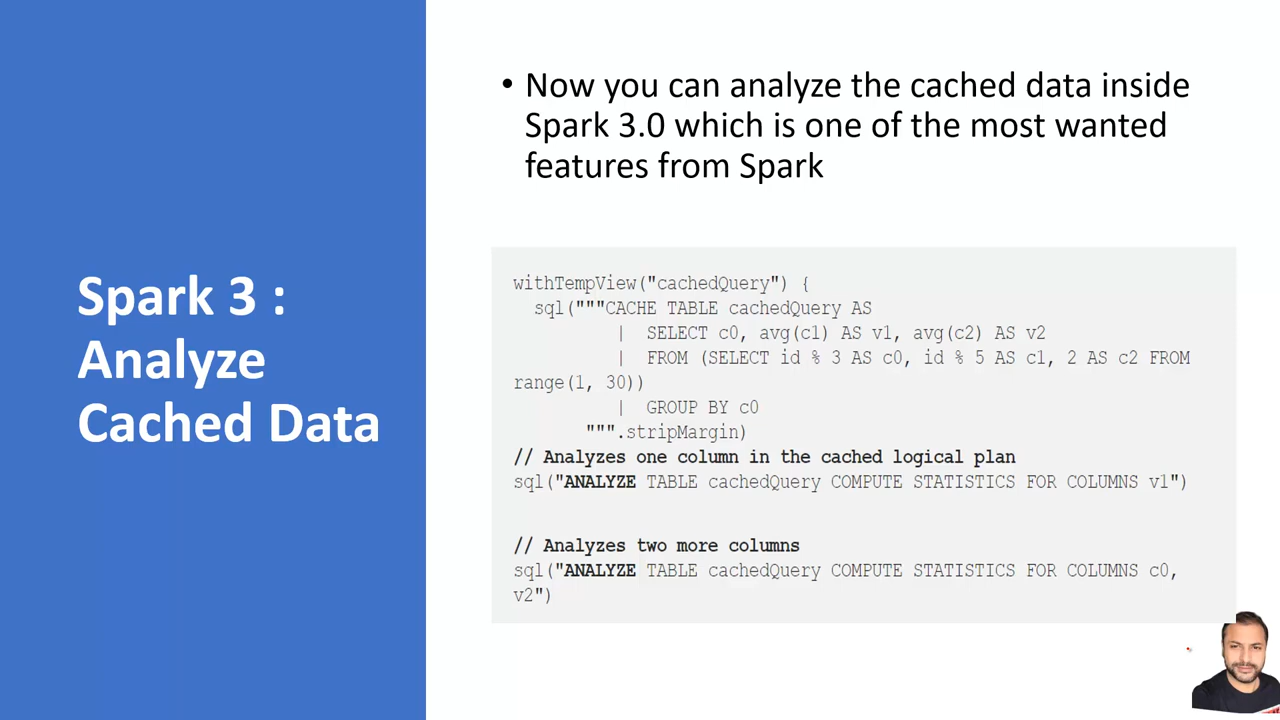 Spark 3 :
Analyze
Cached Data
• Now you can analyze the cached data inside
Spark 3.0 which is one of the most wanted
features from Spark
withTempView("cachedQuery") {
  sql("""CACHE TABLE cachedQuery AS
          |  SELECT c0, avg(c1) AS v1, avg(c2) AS v2
          |  FROM (SELECT id % 3 AS c0, id % 5 AS c1, 2 AS c2 FROM
range(1, 30))
          |  GROUP BY c0
       """.stripMargin)
// Analyzes one column in the cached logical plan
sql("ANALYZE TABLE cachedQuery COMPUTE STATISTICS FOR COLUMNS v1")
// Analyzes two more columns
sql("ANALYZE TABLE cachedQuery COMPUTE STATISTICS FOR COLUMNS c0,
v2")